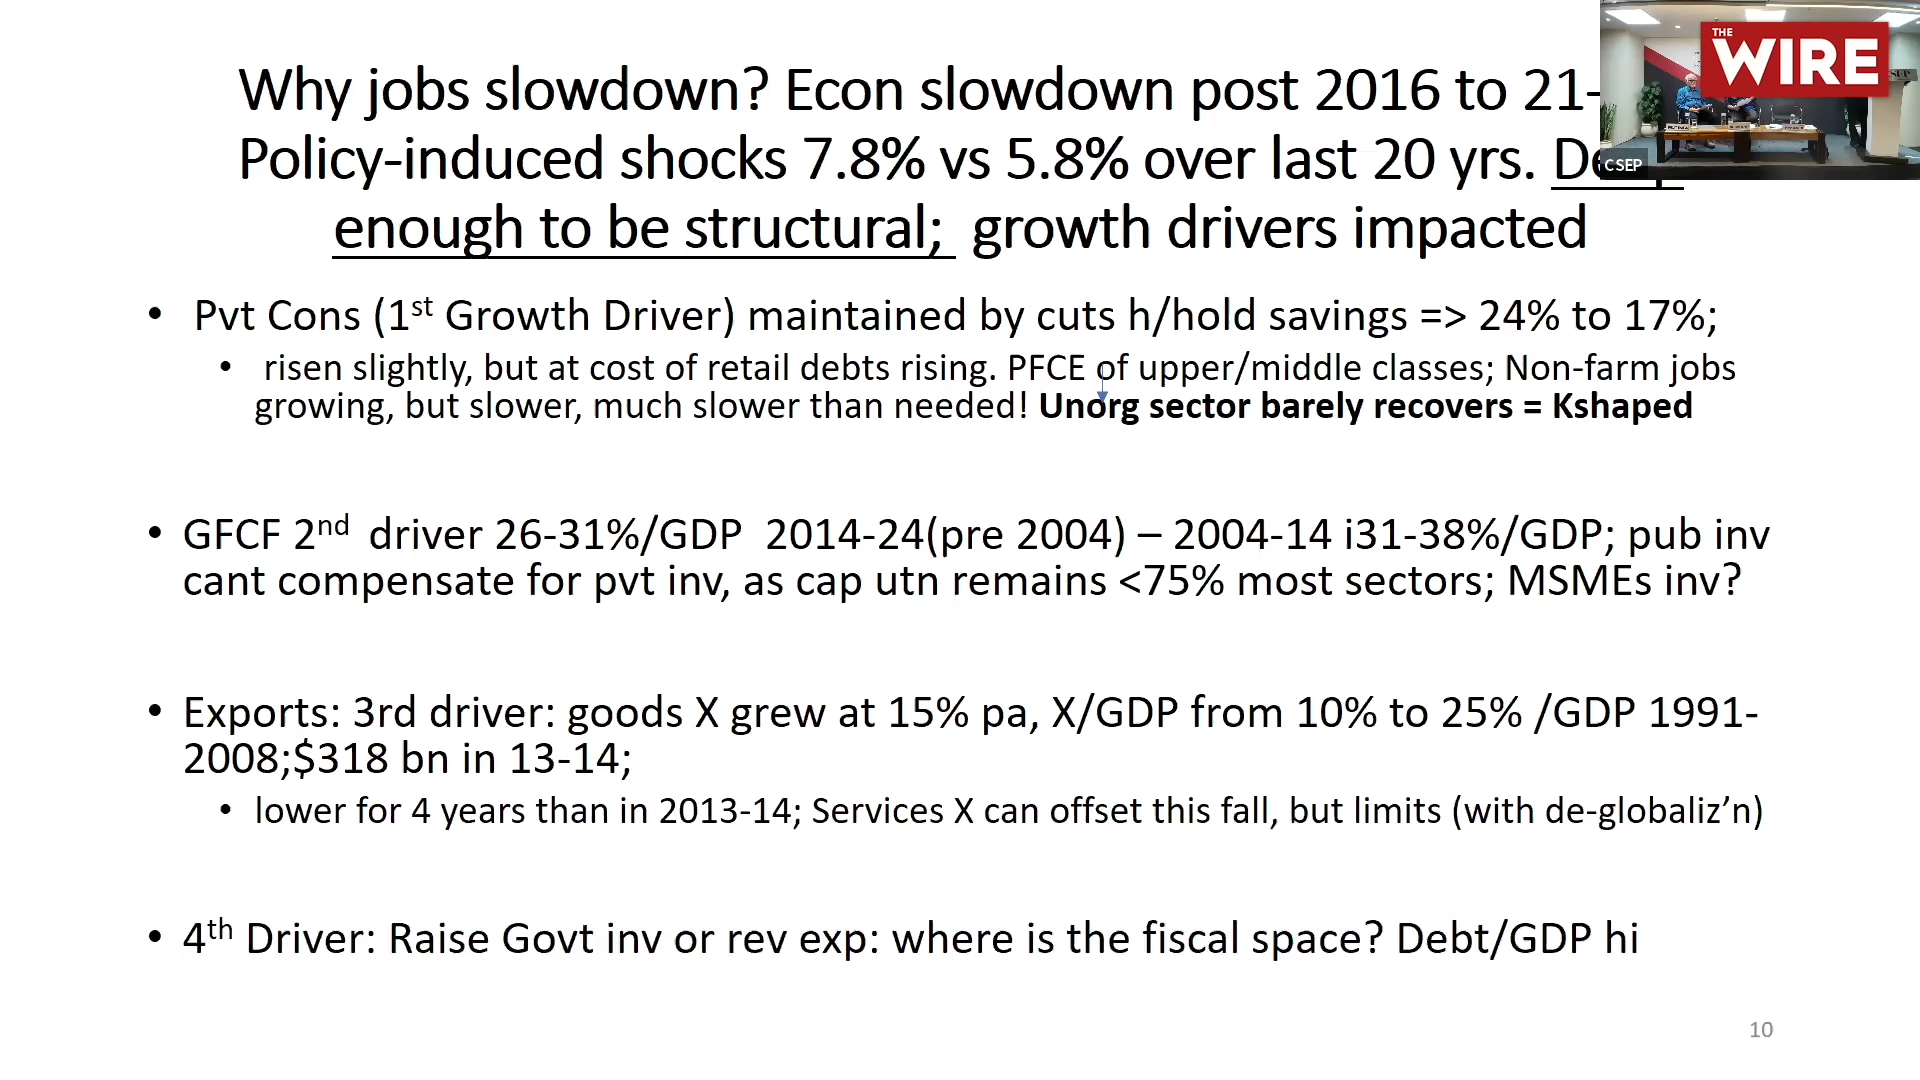 Why jobs slowdown? Econ slowdown post 2016 to 21-
Policy-induced shocks 7.8% vs 5.8% over last 20 yrs.
enough to be structural;  growth drivers impacted
• Pvt Cons (1st Growth Driver) maintained by cuts h/hold savings => 24% to 17%;
• risen slightly, but at cost of retail debts rising. PFCE of upper/middle classes; Non-farm jobs
growing, but slower, much slower than needed! Unorg sector barely recovers = Kshaped
• GFCF 2nd driver 26-31%/GDP 2014-24(pre 2004) – 2004-14 i31-38%/GDP; pub inv
cant compensate for pvt inv, as cap utn remains <75% most sectors; MSMEs inv?
• Exports: 3rd driver: goods X grew at 15% pa, X/GDP from 10% to 25% /GDP 1991-
2008;$318 bn in 13-14;
• lower for 4 years than in 2013-14; Services X can offset this fall, but limits (with de-globaliz’n)
• 4th Driver: Raise Govt inv or rev exp: where is the fiscal space? Debt/GDP hi
10
THE
WIRE
CSEP